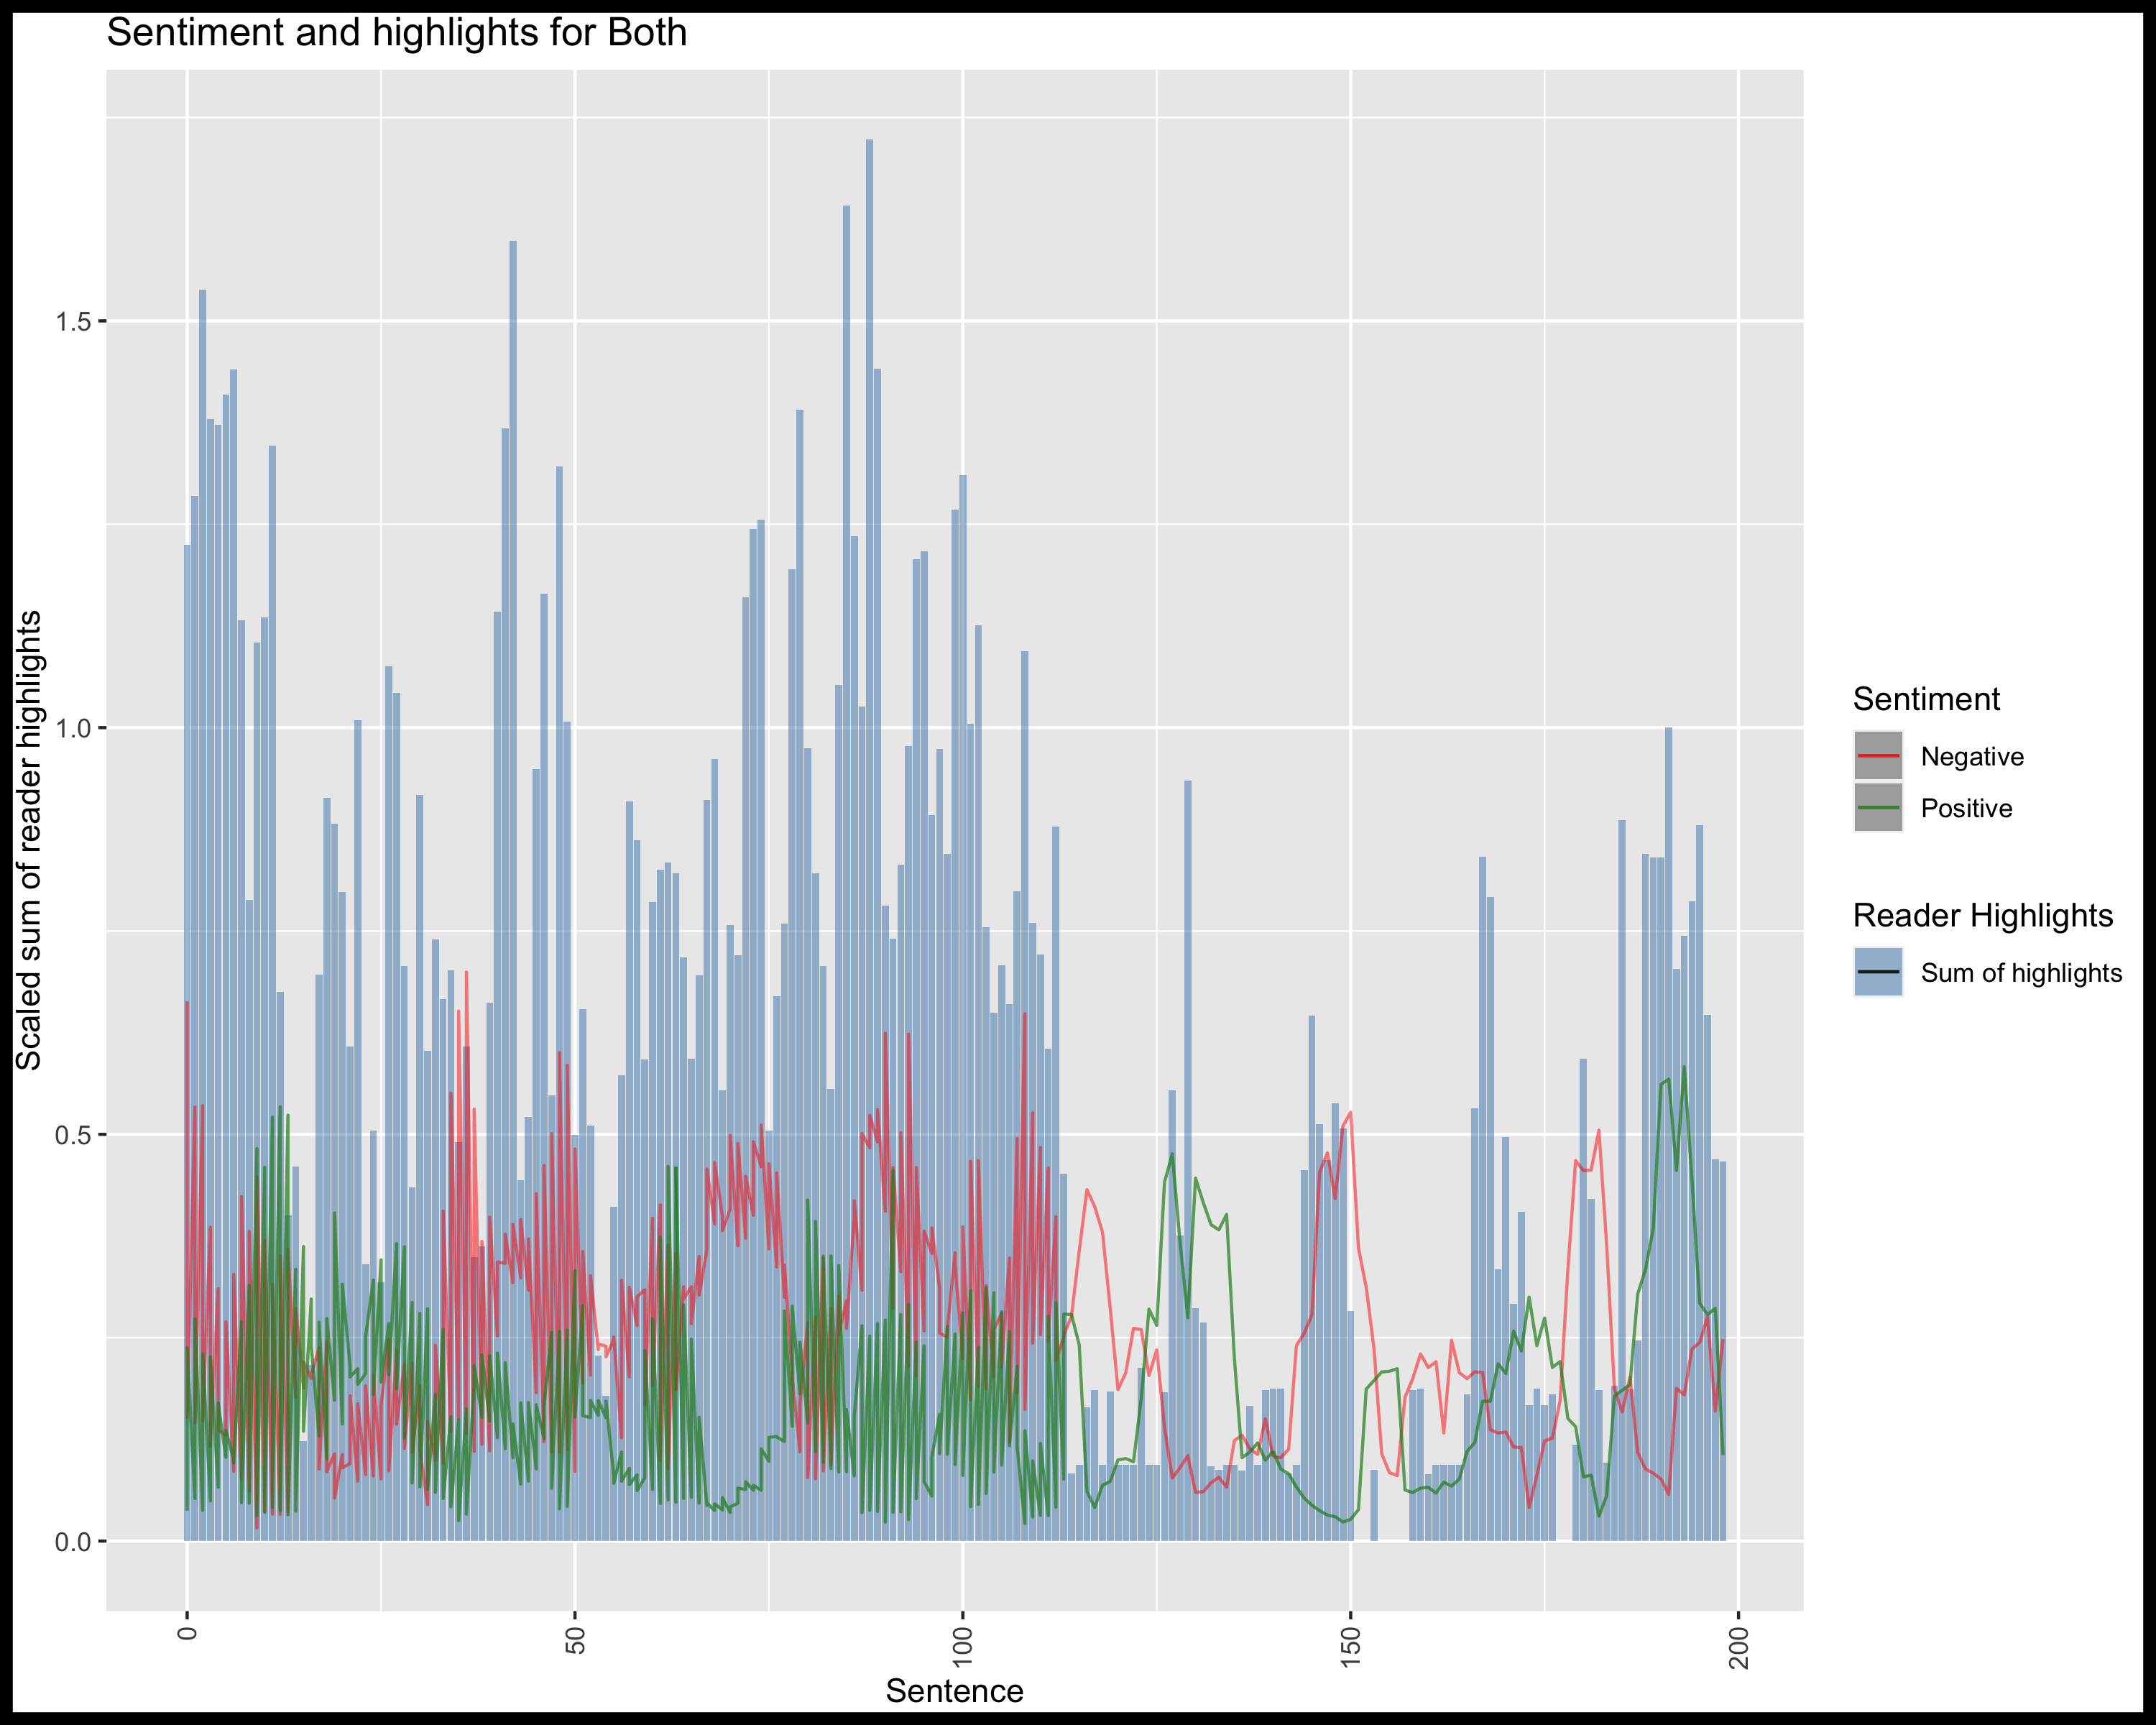 Sentiment and highlights for Both
Scaled sum of reader highlights
1.5
1.0
0.5
0.0
0
50
100
150
200
Sentence
Sentiment
Negative
Positive
Reader Highlights
Sum of highlights